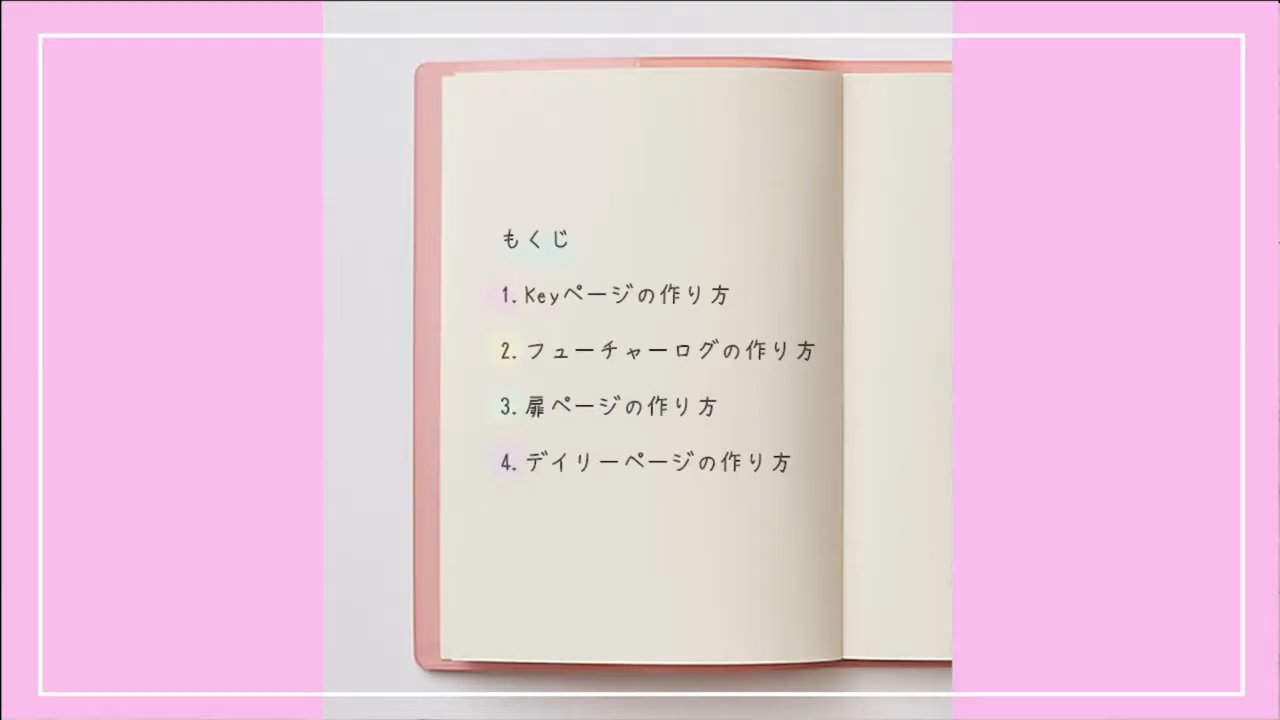 もくじ
1. Keyページの作り方
2. フューチャーログの作り方
3. 扉ページの作り方
4. デイリーページの作り方